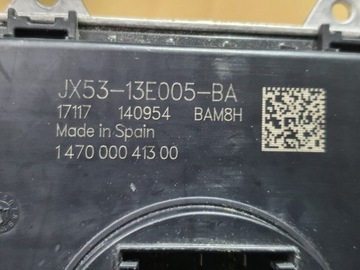 JX53-13E005-BA
17117 140954 BAM8H
Made in Spain
1 470 000 413 00